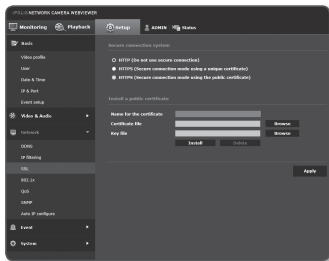 iPOLIS NETWORK CAMERA WEBVIEWER
Monitoring
Playback
Setup
ADMIN
Status
Basic
Video profile
User
Date & Time
IP & Port
Event setup
Video & Audio
Network
DDNS
IP filtering
SSL
802.1x
QoS
SNMP
Auto IP configure
Event
System
Secure connection system
HTTP (Do not use secure connection)
HTTPS (Secure connection mode using a unique certificate)
HTTPS (Secure connection mode using the public certificate)
Install a public certificate
Name for the certificate
Certificate file
Browse
Key file
Browse
Install
Delete
Apply